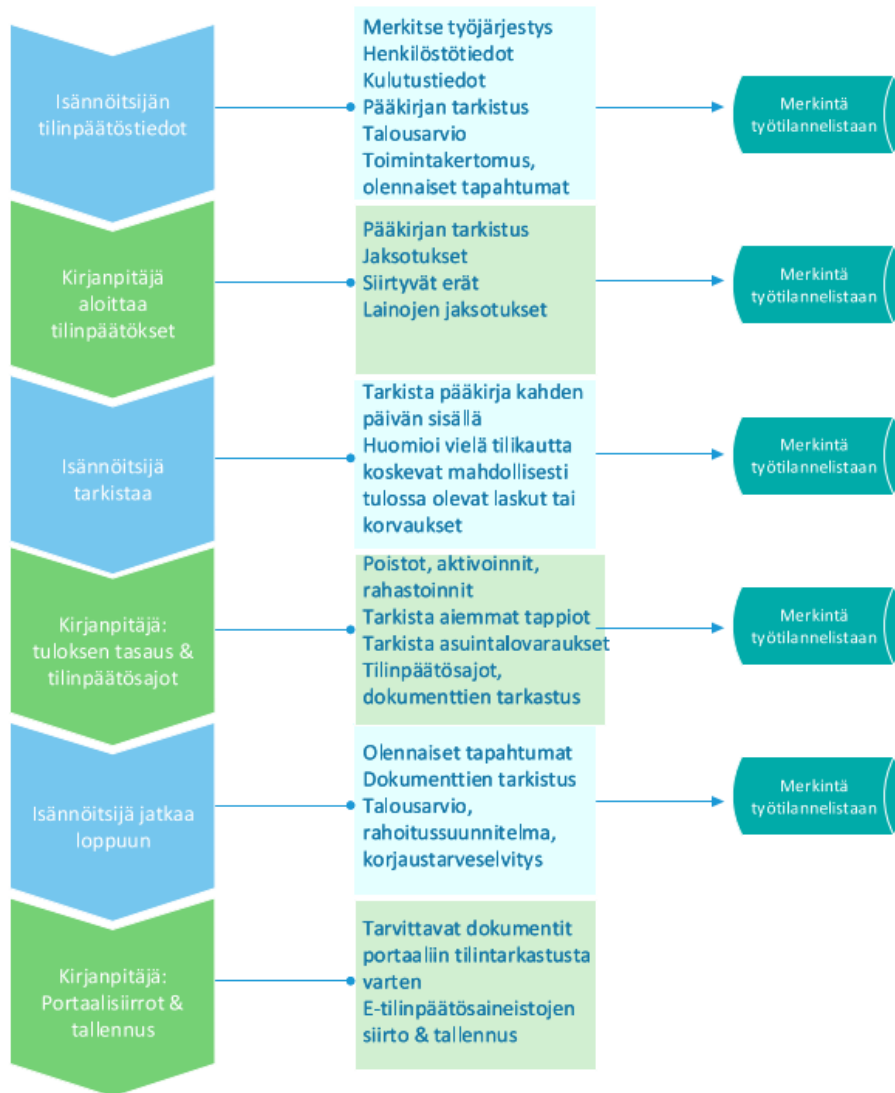 Isännöitsijän
tilinpäätöstiedot
Merkitse työjärjestys
Henkilöstötiedot
Kulutustiedot
Pääkirjan tarkistus
Talousarvio
Toimintakertomus,
olennaiset tapahtumat
Merkintä
työtilannelistaan
Kirjanpitäjä
aloittaa
tilinpäätökset
Pääkirjan tarkistus
Jaksotukset
Siirtyvät erät
Lainojen jaksotukset
Merkintä
työtilannelistaan
Isännöitsijä
tarkistaa
Tarkista pääkirja kahden
päivän sisällä
Huomioi vielä tilikautta
koskevat mahdollisesti
tulossa olevat laskut tai
korvaukset
Merkintä
työtilannelistaan
Kirjanpitäjä:
tuloksen tasaus &
tilinpäätösajot
Poistot, aktivoinnit,
rahastoinnit
Tarkista aiemmat tappiot
Tarkista asuintalovaraukset
Tilinpäätösajot,
dokumenttien tarkastus
Merkintä
työtilannelistaan
Isännöitsijä jatkaa
loppuun
Olennaiset tapahtumat
Dokumenttien tarkistus
Talousarvio,
rahoitussuunnitelma,
korjaustarveselvitys
Merkintä
työtilannelistaan
Kirjanpitäjä:
Portaalisiirrot &
tallennus
Tarvittavat dokumentit
portaaliin tilintarkastusta
varten
E-tilinpäätösaineistojen
siirto & tallennus